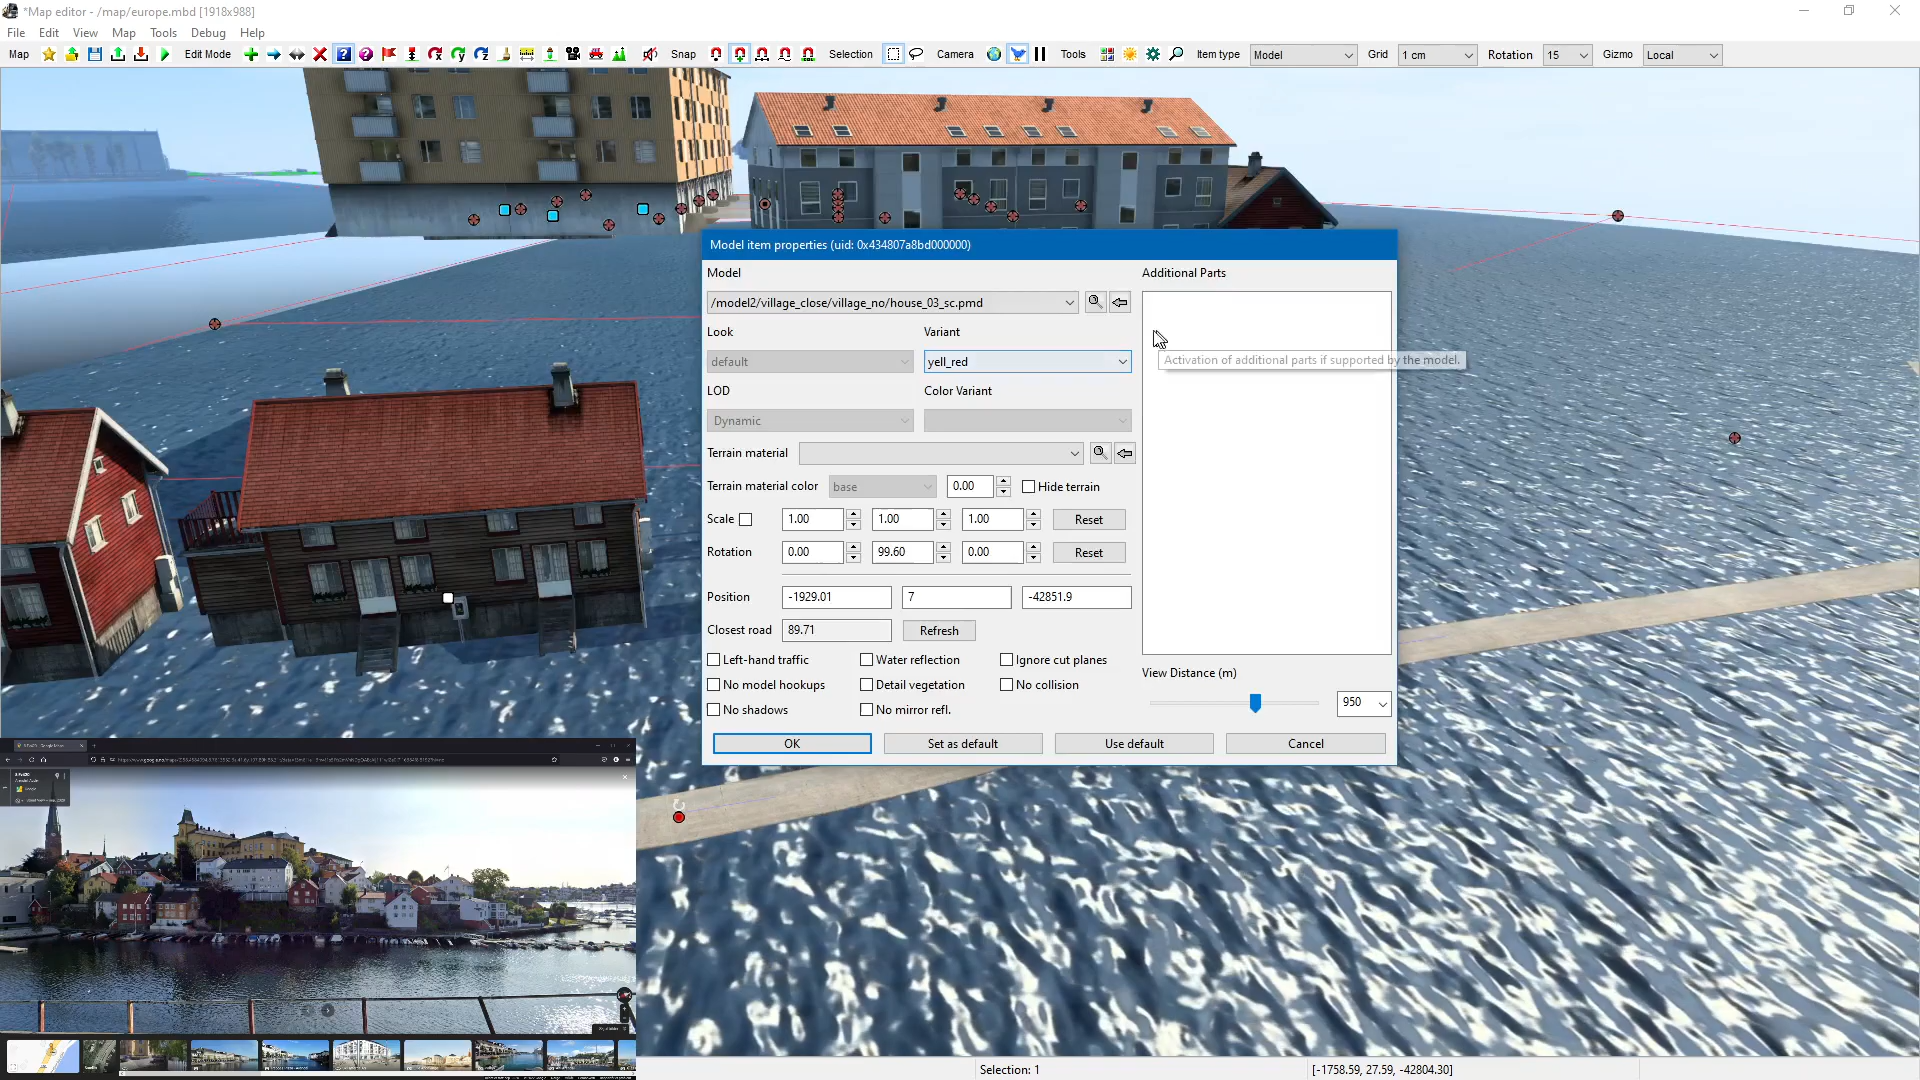 *Map editor - /map/europe.mbd [1918x988]
File Edit View Map Tools Debug Help
Map Edit Mode Snap Selection Camera Tools Item type Model Grid 1 cm Rotation 15 Gizmo Local
Model item properties (uid: 0x434807a8bd000000)
Model
Additional Parts
/model2/village_close/village_no/house_03_sc.pmd
Look
Variant
default
yell_red
Activation of additional parts if supported by the model.
LOD
Color Variant
Dynamic
Terrain material
Terrain material color base 0.00 Hide terrain
Scale 1.00 1.00 1.00 Reset
Rotation 0.00 99.60 0.00 Reset
Position -1929.01 7 -42851.9
Closest road 89.71 Refresh
Left-hand traffic Water reflection Ignore cut planes
No model hookups Detail vegetation No collision
No shadows No mirror refl.
View Distance (m)
950
OK Set as default Use default Cancel
Selection: 1
[-1758.59, 27.59, -42804.30]